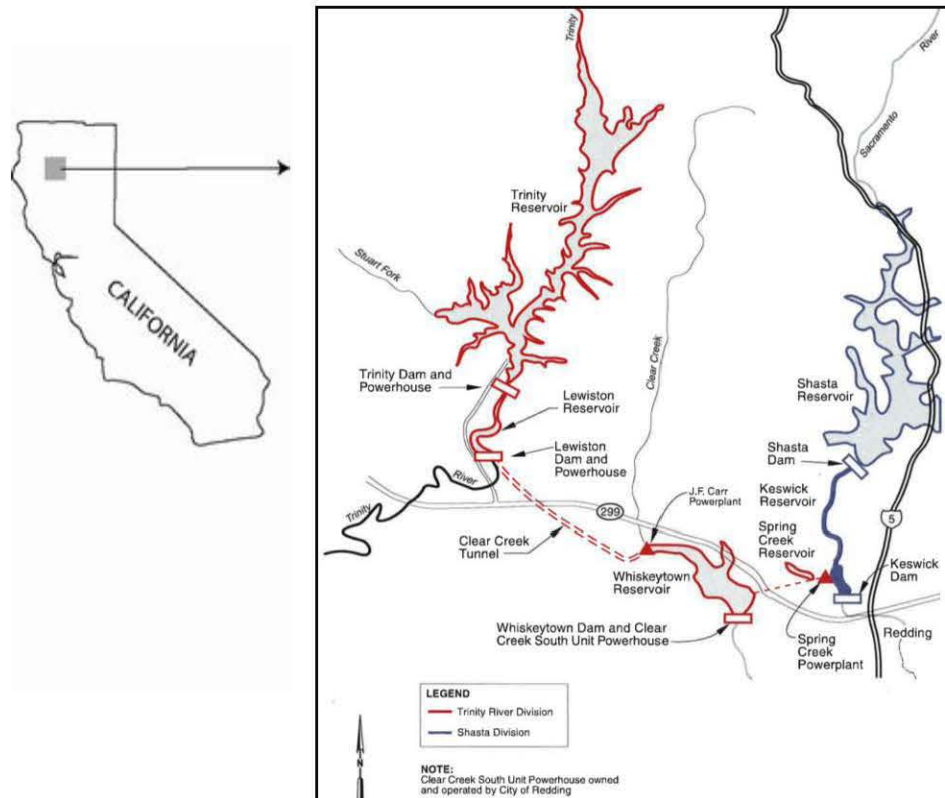 CALIFORNIA
Trinity
River
Sacramento
Trinity
Reservoir
Stuart Fork
Clear Creek
Trinity Dam and
Powerhouse
Lewiston
Reservoir
Shasta
Reservoir
Lewiston
Dam and
Powerhouse
Shasta
Dam
River
Trinity
J.F. Carr
Powerplant
Keswick
Reservoir
299
5
Clear Creek
Tunnel
Spring
Creek
Reservoir
Whiskeytown
Reservoir
Keswick
Dam
Whiskeytown Dam and Clear
Creek South Unit Powerhouse
Spring
Creek
Powerplant
Redding
LEGEND
Trinity River Division
Shasta Division
N
NOTE:
Clear Creek South Unit Powerhouse owned
and operated by City of Redding